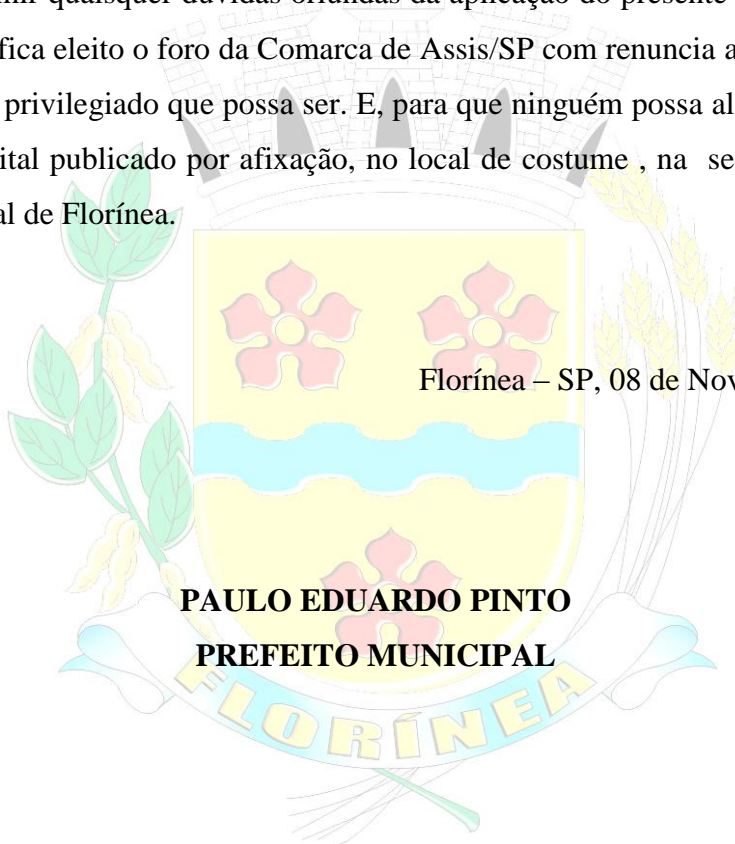 quaisquer dúvidas oriundas da aplicação do presente
fica eleito o foro da Comarca de Assis/SP com renuncia a
privilegiado que possa ser. E, para que ninguém possa al
ital publicado por afixação, no local de costume , na se
al de Florínea.
Florínea – SP, 08 de Nov
PAULO EDUARDO PINTO
PREFEITO MUNICIPAL
FLORÍNEA